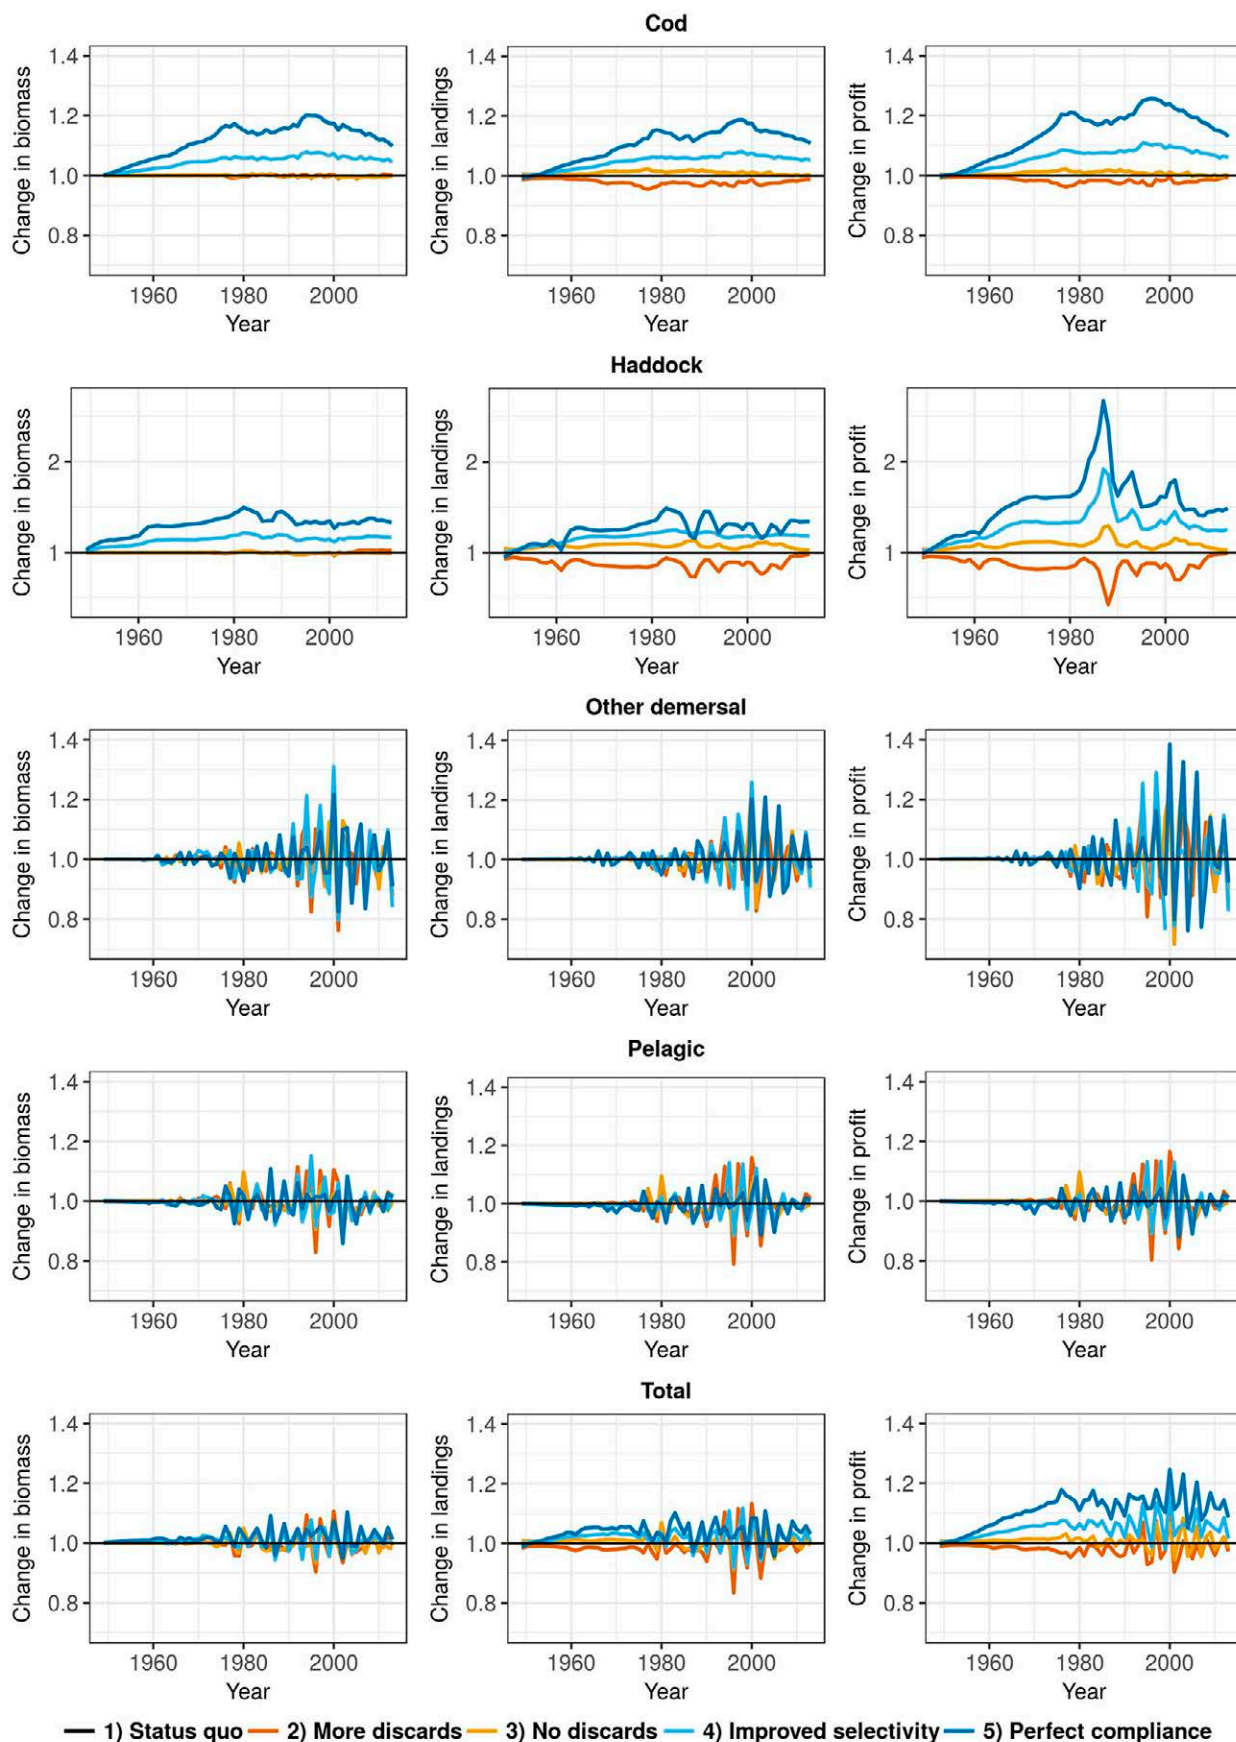 Cod
Change in biomass
1.4
1.2
1.0
0.8
1960 1980 2000
Year
Change in landings
1.4
1.2
1.0
0.8
1960 1980 2000
Year
Change in profit
1.4
1.2
1.0
0.8
1960 1980 2000
Year
Haddock
Change in biomass
2
1
1960 1980 2000
Year
Change in landings
2
1
1960 1980 2000
Year
Change in profit
2
1
1960 1980 2000
Year
Other demersal
Change in biomass
1.4
1.2
1.0
0.8
1960 1980 2000
Year
Change in landings
1.4
1.2
1.0
0.8
1960 1980 2000
Year
Change in profit
1.4
1.2
1.0
0.8
1960 1980 2000
Year
Pelagic
Change in biomass
1.4
1.2
1.0
0.8
1960 1980 2000
Year
Change in landings
1.4
1.2
1.0
0.8
1960 1980 2000
Year
Change in profit
1.4
1.2
1.0
0.8
1960 1980 2000
Year
Total
Change in biomass
1.4
1.2
1.0
0.8
1960 1980 2000
Year
Change in landings
1.4
1.2
1.0
0.8
1960 1980 2000
Year
Change in profit
1.4
1.2
1.0
0.8
1960 1980 2000
Year
1) Status quo 2) More discards 3) No discards 4) Improved selectivity 5) Perfect compliance